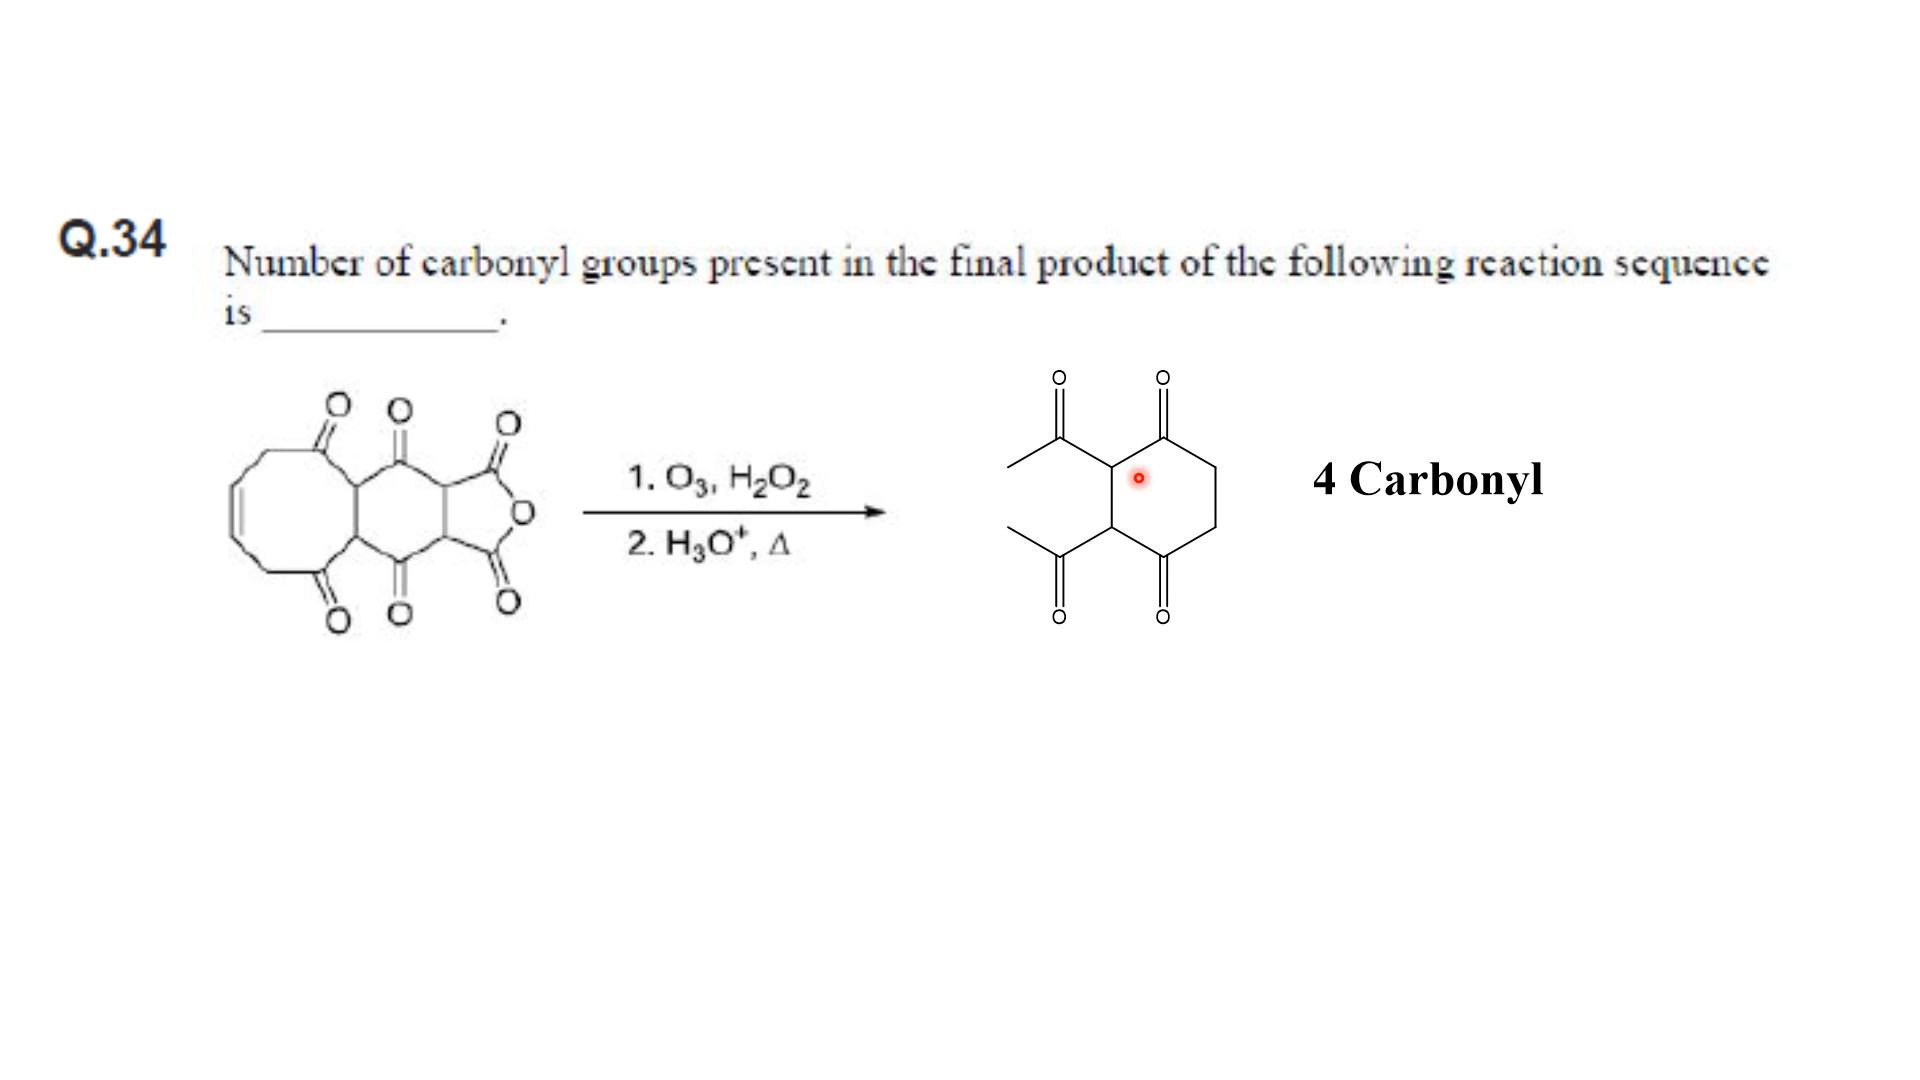 Q.34
Number of carbonyl groups present in the final product of the following reaction sequence
is __________.
O O O
O
O O O
1. O₃, H₂O₂
2. H₃O⁺, Δ
O O
O O
4 Carbonyl